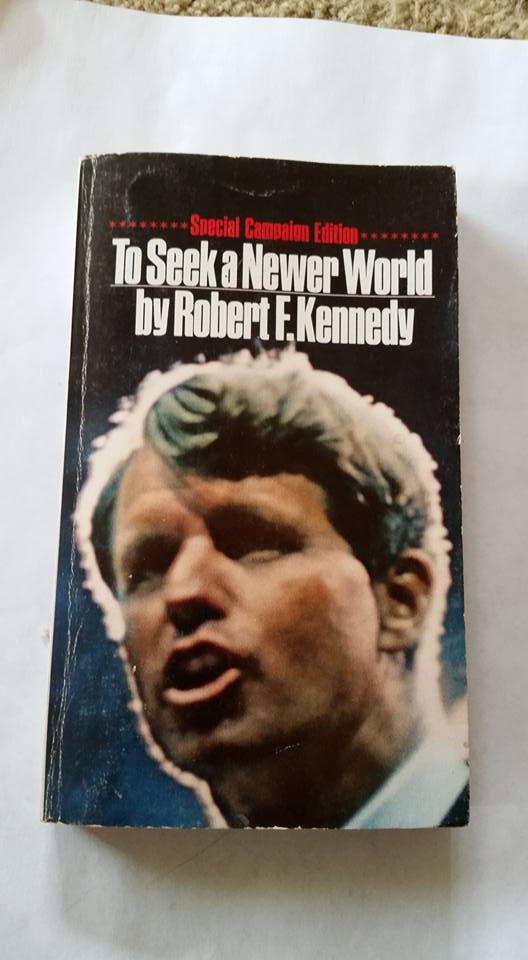 ********Special Campaign Edition********
To Seek a Newer World
by Robert F. Kennedy